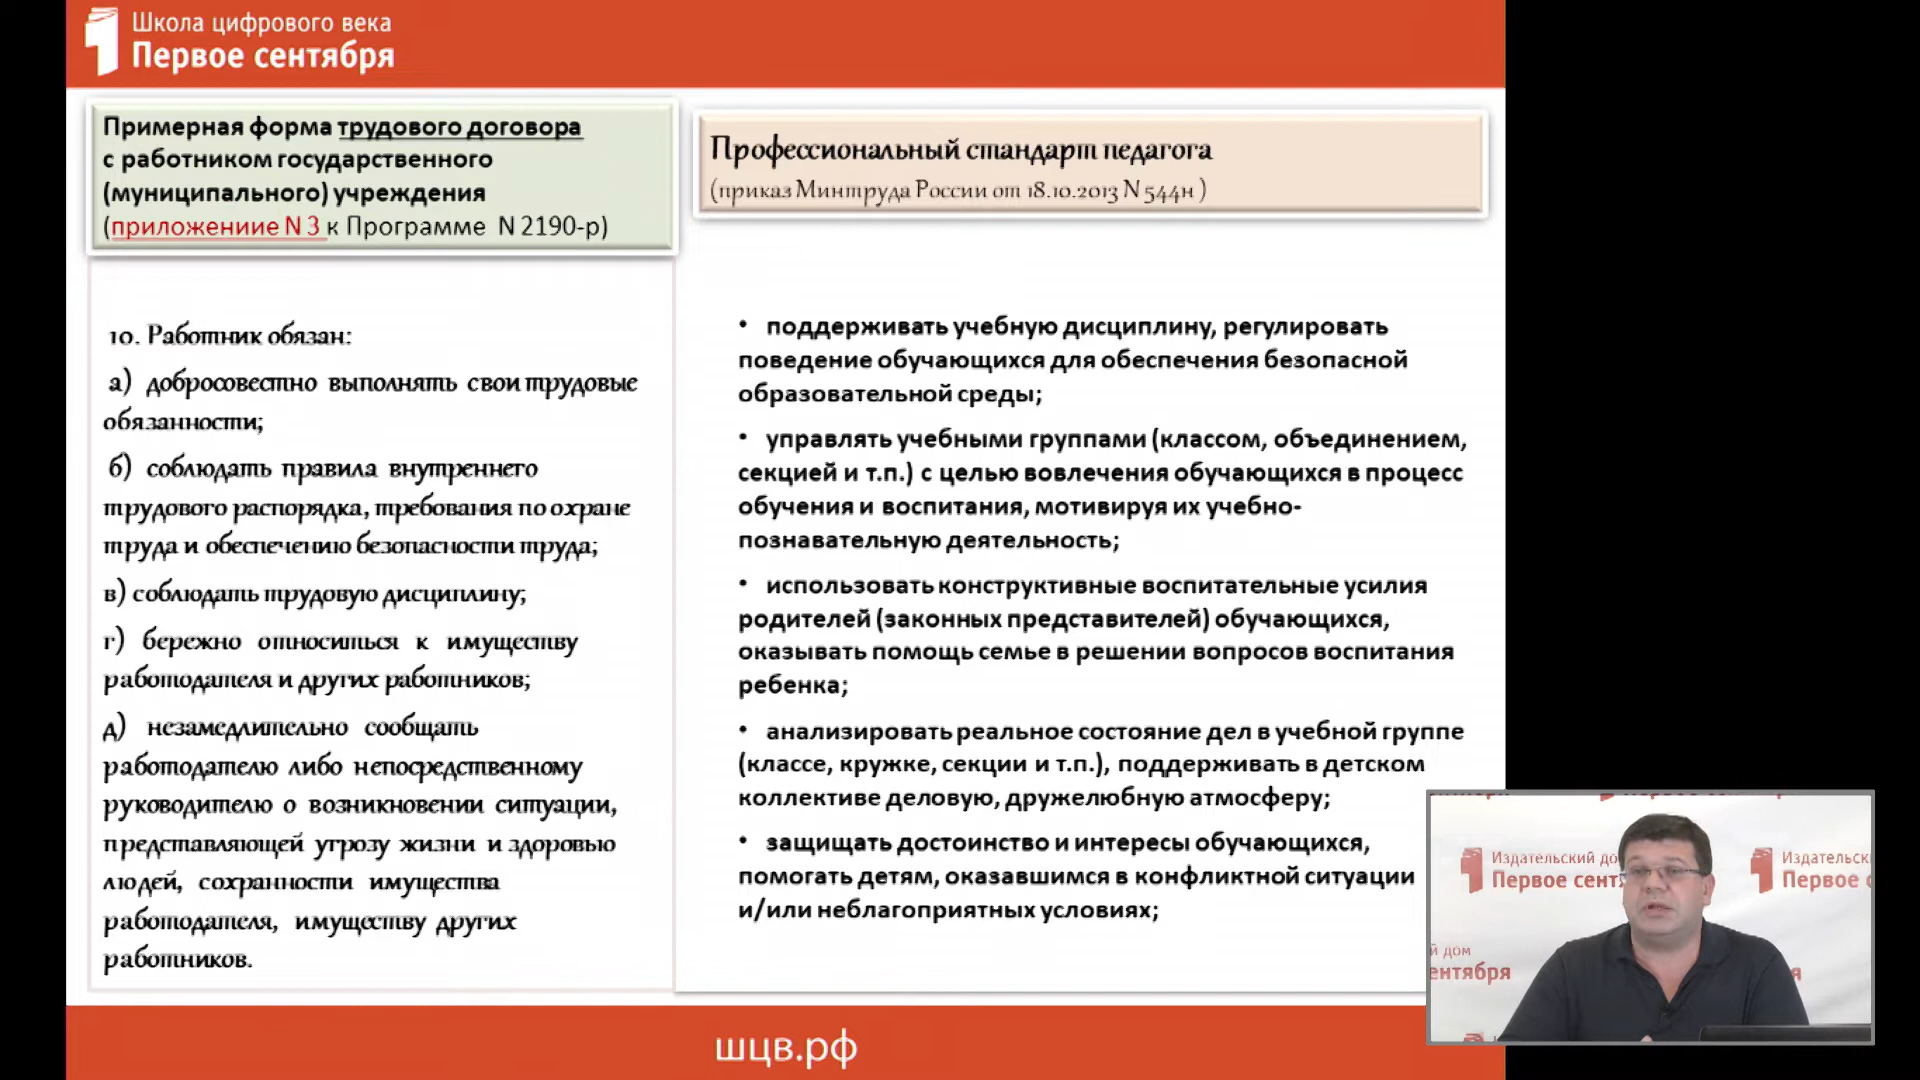 Школа цифрового века
Первое сентября
Примерная форма трудового договора
с работником государственного
(муниципального) учреждения
(приложениие N 3 к Программе N 2190-р)
Профессиональный стандарт педагога
(приказ Минтруда России от 18.10.2013 N 544н )
10. Работник обязан:
а) добросовестно выполнять свои трудовые
обязанности;
б) соблюдать правила внутреннего
трудового распорядка, требования по охране
труда и обеспечению безопасности труда;
в) соблюдать трудовую дисциплину;
г) бережно относиться к имуществу
работодателя и других работников;
д) незамедлительно сообщать
работодателю либо непосредственному
руководителю о возникновении ситуации,
представляющей угрозу жизни и здоровью
людей, сохранности имущества
работодателя, имуществу других
работников.
• поддерживать учебную дисциплину, регулировать
поведение обучающихся для обеспечения безопасной
образовательной среды;
• управлять учебными группами (классом, объединением,
секцией и т.п.) с целью вовлечения обучающихся в процесс
обучения и воспитания, мотивируя их учебно-
познавательную деятельность;
• использовать конструктивные воспитательные усилия
родителей (законных представителей) обучающихся,
оказывать помощь семье в решении вопросов воспитания
ребенка;
• анализировать реальное состояние дел в учебной группе
(классе, кружке, секции и т.п.), поддерживать в детском
коллективе деловую, дружелюбную атмосферу;
• защищать достоинство и интересы обучающихся,
помогать детям, оказавшимся в конфликтной ситуации
и/или неблагоприятных условиях;
Издательский до
Первое сент
Издательск
Первое с
й дом
ентября
я
шцв.рф